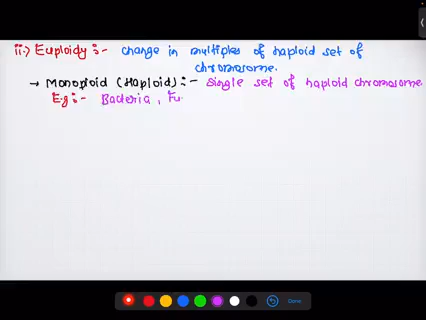 ii.) Euploidy :- change in multiples of haploid set of
chromosome.
→ Monoploid (Haploid) :- Single set of haploid chromosome
E.g :- Bacteria , Fu
Done